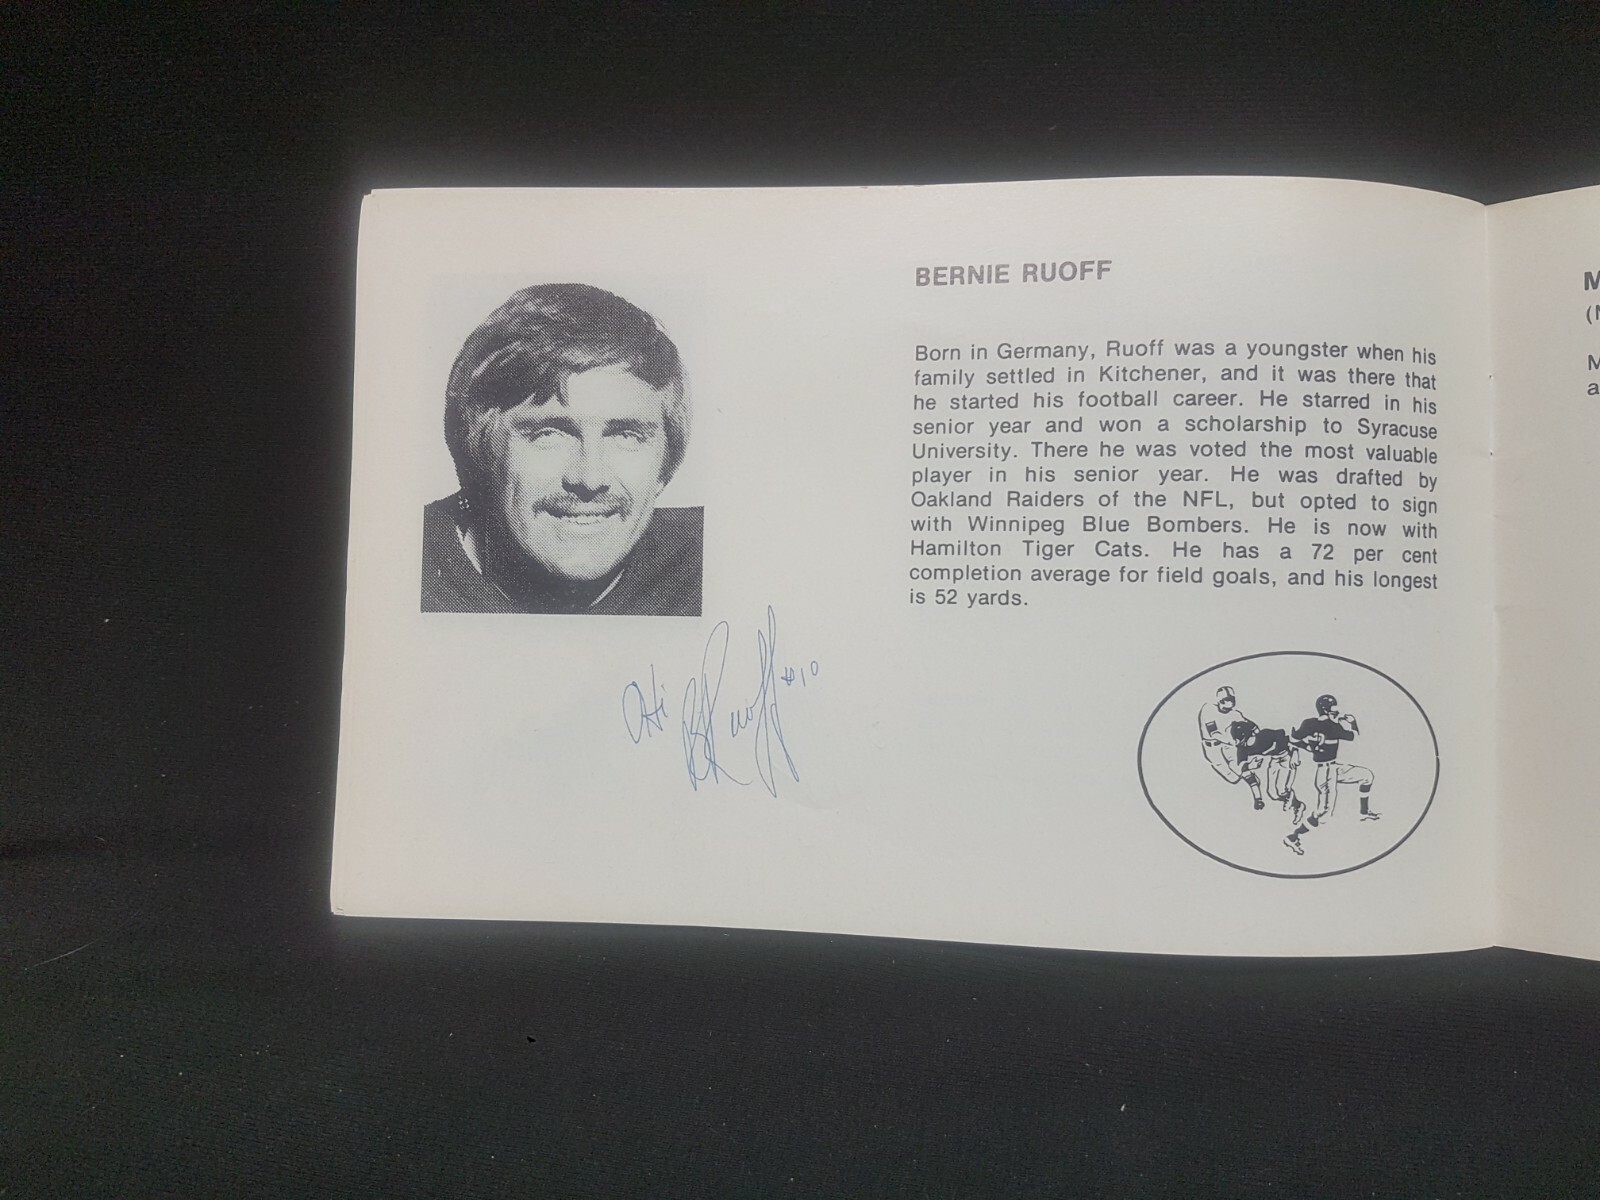 BERNIE RUOFF
Born in Germany, Ruoff was a youngster when his
family settled in Kitchener, and it was there that
he started his football career. He starred in his
senior year and won a scholarship to Syracuse
University. There he was voted the most valuable
player in his senior year. He was drafted by
Oakland Raiders of the NFL, but opted to sign
with Winnipeg Blue Bombers. He is now with
Hamilton Tiger Cats. He has a 72 per cent
completion average for field goals, and his longest
is 52 yards.
Hi B Ruoff #10
M
(N
M
a